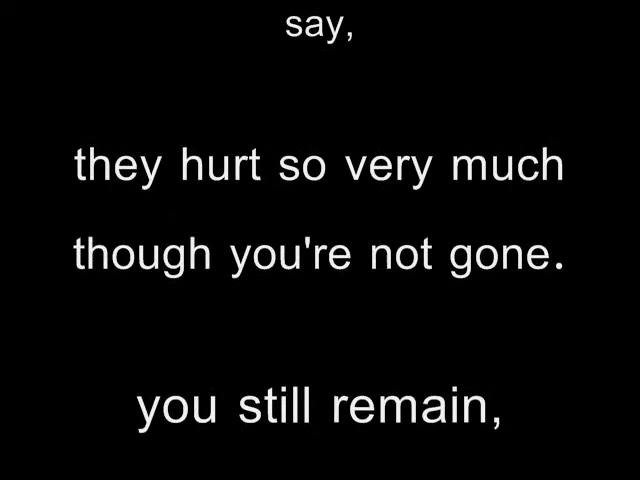 say,
they hurt so very much
though you're not gone.
you still remain,